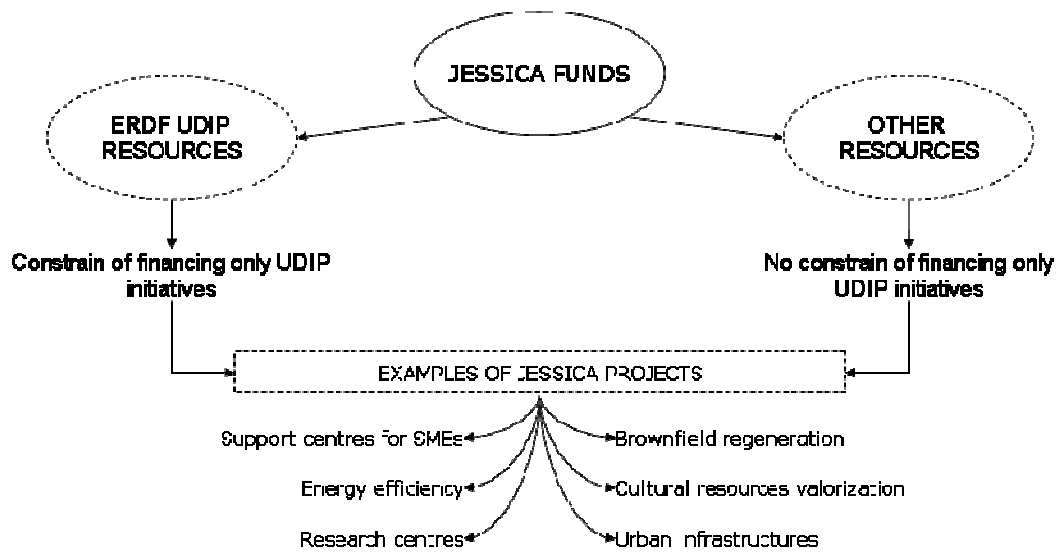 JESSICA FUNDS
ERDF UDIP
RESOURCES
OTHER
RESOURCES
Constrain of financing only UDIP
initiatives
No constrain of financing only
UDIP initiatives
EXAMPLES OF JESSICA PROJECTS
Support centres for SMEs
Brownfield regeneration
Energy efficiency
Cultural resources valorization
Research centres
Urban infrastructures